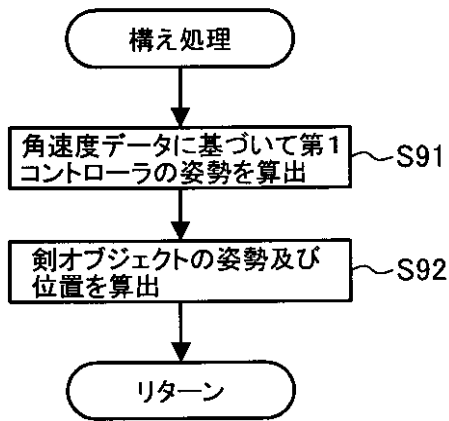 構え処理
角速度データに基づいて第1
コントローラの姿勢を算出
S91
剣オブジェクトの姿勢及び
位置を算出
S92
リターン